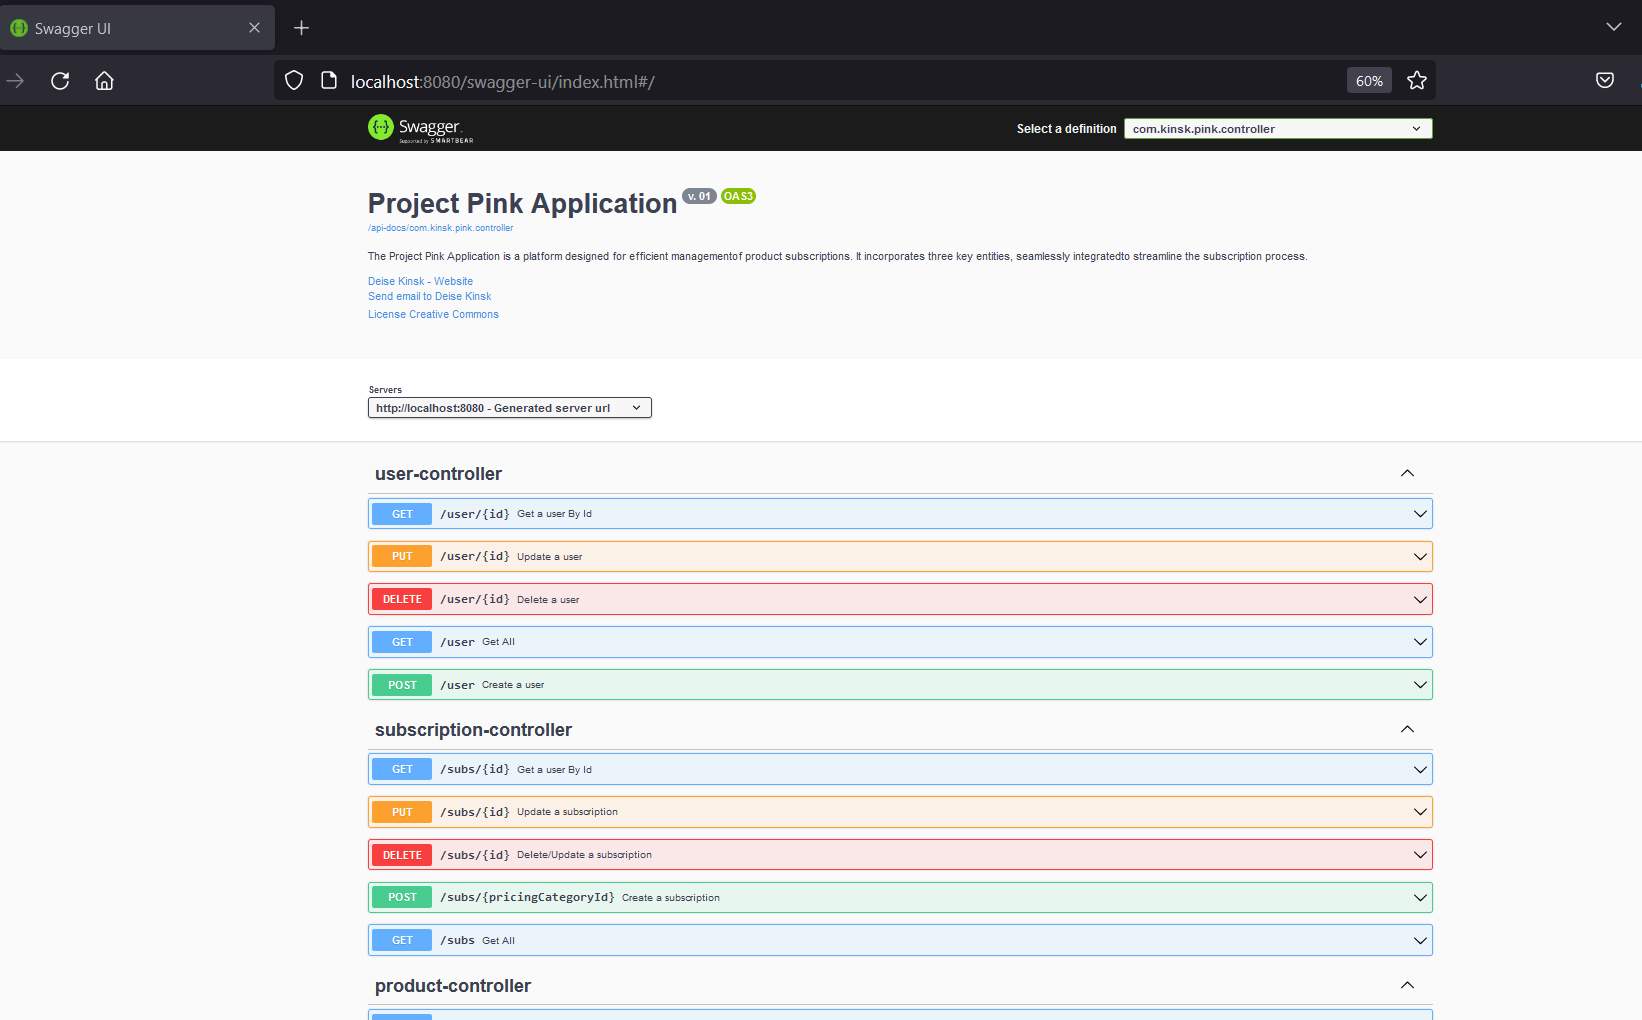 Swagger UI
localhost:8080/swagger-ui/index.html#/
60%
Swagger.
Supported by SMARTBEAR
Select a definition
com.kinsk.pink.controller
Project Pink Application v. 01 OAS3
/api-docs/com.kinsk.pink.controller
The Project Pink Application is a platform designed for efficient managementof product subscriptions. It incorporates three key entities, seamlessly integratedto streamline the subscription process.
Deise Kinsk - Website
Send email to Deise Kinsk
License Creative Commons
Servers
http://localhost:8080 - Generated server url
user-controller
GET /user/{id} Get a user By Id
PUT /user/{id} Update a user
DELETE /user/{id} Delete a user
GET /user Get All
POST /user Create a user
subscription-controller
GET /subs/{id} Get a user By Id
PUT /subs/{id} Update a subscription
DELETE /subs/{id} Delete/Update a subscription
POST /subs/{pricingCategoryId} Create a subscription
GET /subs Get All
product-controller